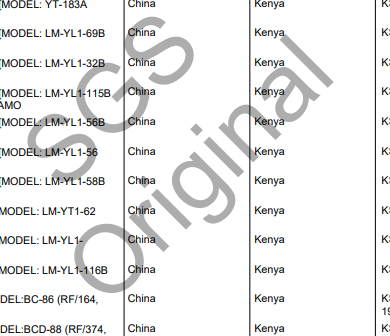 [MODEL: YT-183A China Kenya
[MODEL: LM-YL1-69B China Kenya
[MODEL: LM-YL1-32B China Kenya
[MODEL: LM-YL1-115B China Kenya
AMO
[MODEL: LM-YL1-56B China Kenya
[MODEL: LM-YL1-56 China Kenya
[MODEL: LM-YL1-58B China Kenya
MODEL: LM-YT1-62 China Kenya
MODEL: LM-YL1- China Kenya
MODEL: LM-YL1-116B China Kenya
DEL:BC-86 (RF/164, China Kenya
19
DEL:BCD-88 (RF/374, China Kenya
SGS
Original